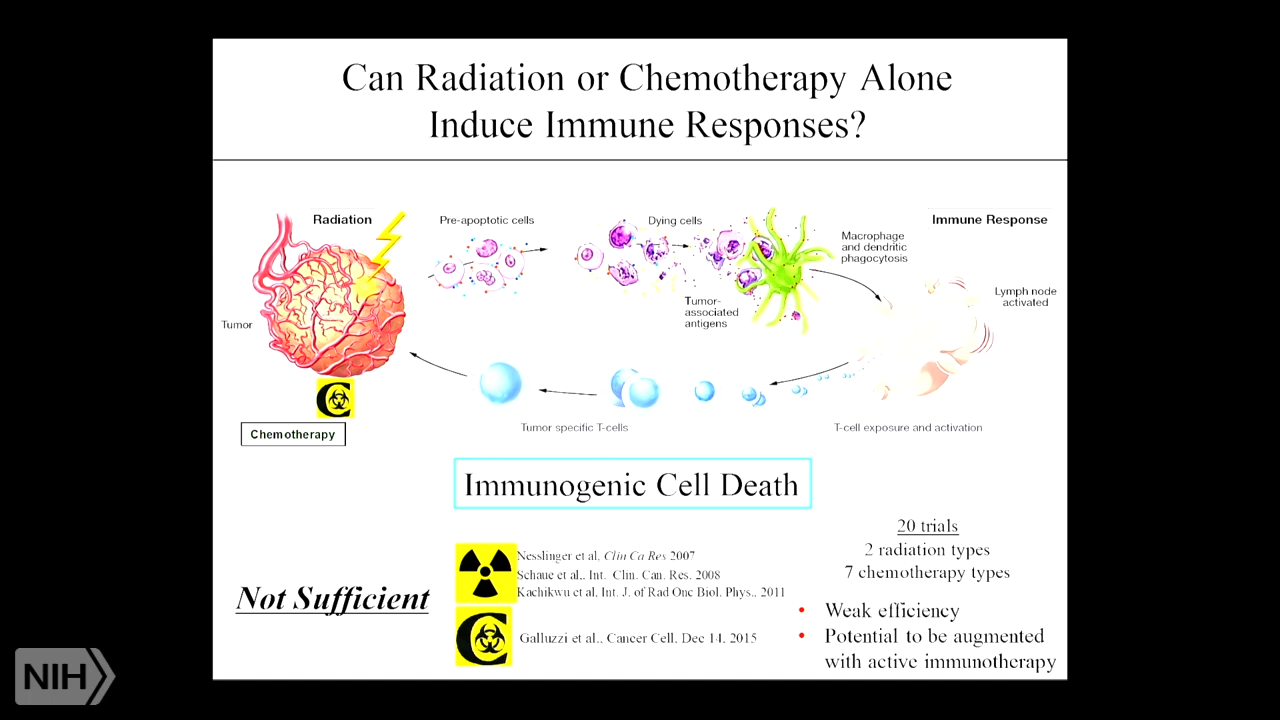 Can Radiation or Chemotherapy Alone
Induce Immune Responses?
Radiation
Pre-apoptotic cells
Dying cells
Immune Response
Macrophage
and dendritic
phagocytosis
Lymph node
activated
Tumor-
associated
antigens
Tumor
C
Chemotherapy
Tumor specific T-cells
T-cell exposure and activation
Immunogenic Cell Death
20 trials
2 radiation types
7 chemotherapy types
Not Sufficient
Nesslinger et al, Clin Ca Res 2007
Schaue et al., Int. Clin. Can. Res. 2008
Kachikwu et al, Int. J. of Rad Onc Biol. Phys., 2011
C
Galluzzi et al., Cancer Cell, Dec 14, 2015
• Weak efficiency
• Potential to be augmented
with active immunotherapy
NIH